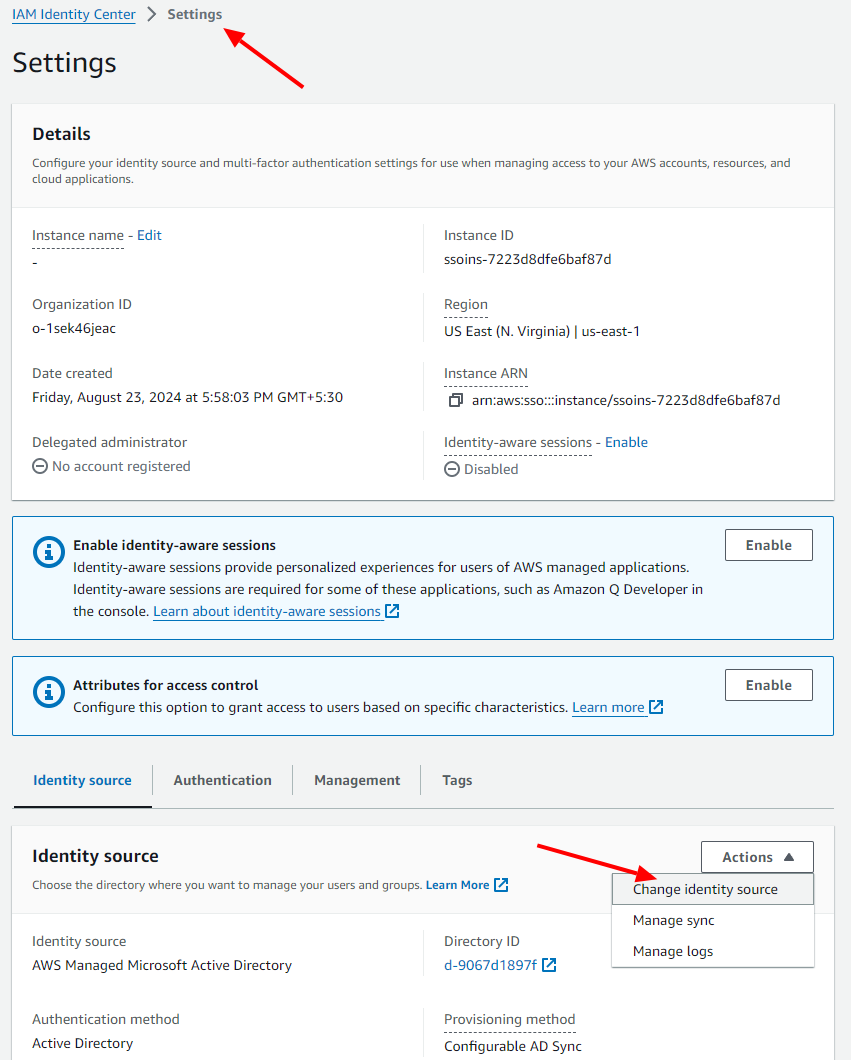 IAM Identity Center > Settings
Settings
Details
Configure your identity source and multi-factor authentication settings for use when managing access to your AWS accounts, resources, and
cloud applications.
Instance name - Edit
-
Instance ID
ssoins-7223d8dfe6baf87d
Organization ID
o-1sek46jeac
Region
US East (N. Virginia) | us-east-1
Date created
Friday, August 23, 2024 at 5:58:03 PM GMT+5:30
Instance ARN
arn:aws:sso:::instance/ssoins-7223d8dfe6baf87d
Delegated administrator
No account registered
Identity-aware sessions - Enable
Disabled
Enable identity-aware sessions
Identity-aware sessions provide personalized experiences for users of AWS managed applications.
Identity-aware sessions are required for some of these applications, such as Amazon Q Developer in
the console. Learn about identity-aware sessions
Enable
Attributes for access control
Configure this option to grant access to users based on specific characteristics. Learn more
Enable
Identity source
Authentication
Management
Tags
Identity source
Choose the directory where you want to manage your users and groups. Learn More
Actions
Change identity source
Manage sync
Manage logs
Identity source
AWS Managed Microsoft Active Directory
Directory ID
d-9067d1897f
Authentication method
Active Directory
Provisioning method
Configurable AD Sync